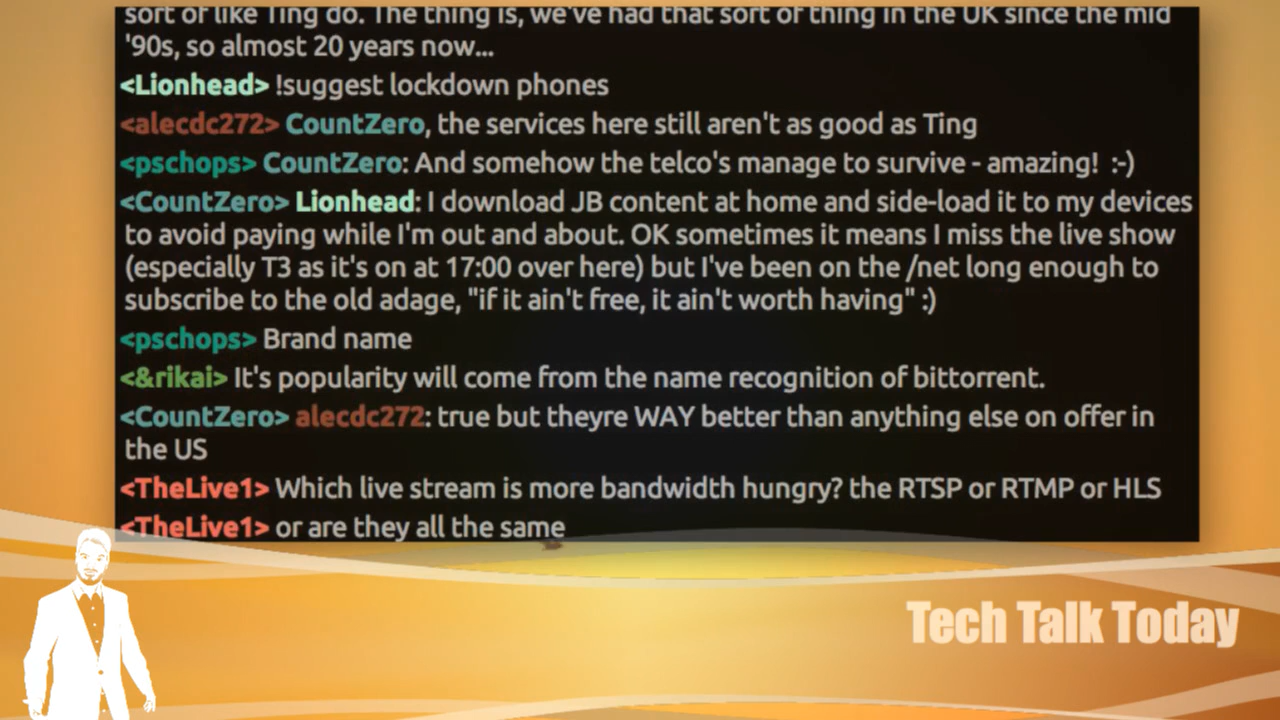 sort of like Ting do. The thing is, we've had that sort of thing in the UK since the mid
'90s, so almost 20 years now...
<Lionhead> !suggest lockdown phones
<alecdc272> CountZero, the services here still aren't as good as Ting
<pschops> CountZero: And somehow the telco's manage to survive - amazing! :-)
<CountZero> Lionhead: I download JB content at home and side-load it to my devices
to avoid paying while I'm out and about. OK sometimes it means I miss the live show
(especially T3 as it's on at 17:00 over here) but I've been on the /net long enough to
subscribe to the old adage, "if it ain't free, it ain't worth having" :)
<pschops> Brand name
<&rikai> It's popularity will come from the name recognition of bittorrent.
<CountZero> alecdc272: true but theyre WAY better than anything else on offer in
the US
<TheLive1> Which live stream is more bandwidth hungry? the RTSP or RTMP or HLS
<TheLive1> or are they all the same
Tech Talk Today